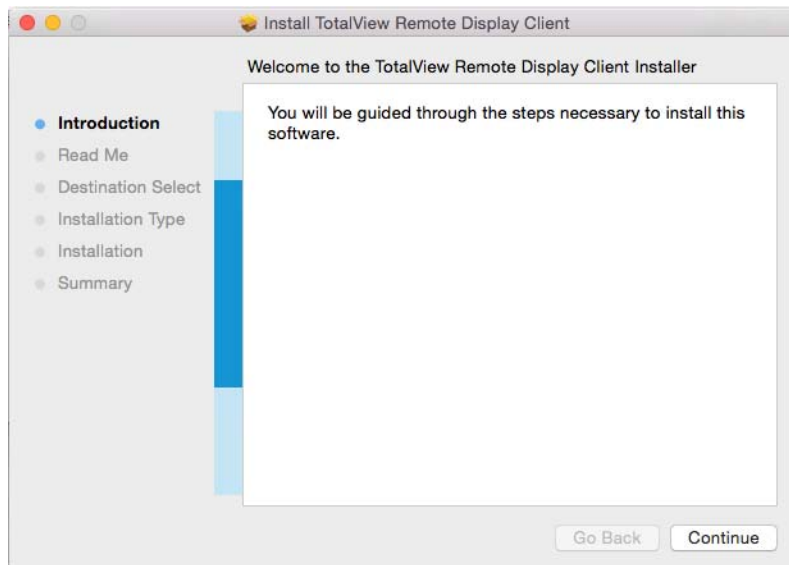 Install TotalView Remote Display Client
Welcome to the TotalView Remote Display Client Installer
Introduction
Read Me
Destination Select
Installation Type
Installation
Summary
You will be guided through the steps necessary to install this
software.
Go Back
Continue